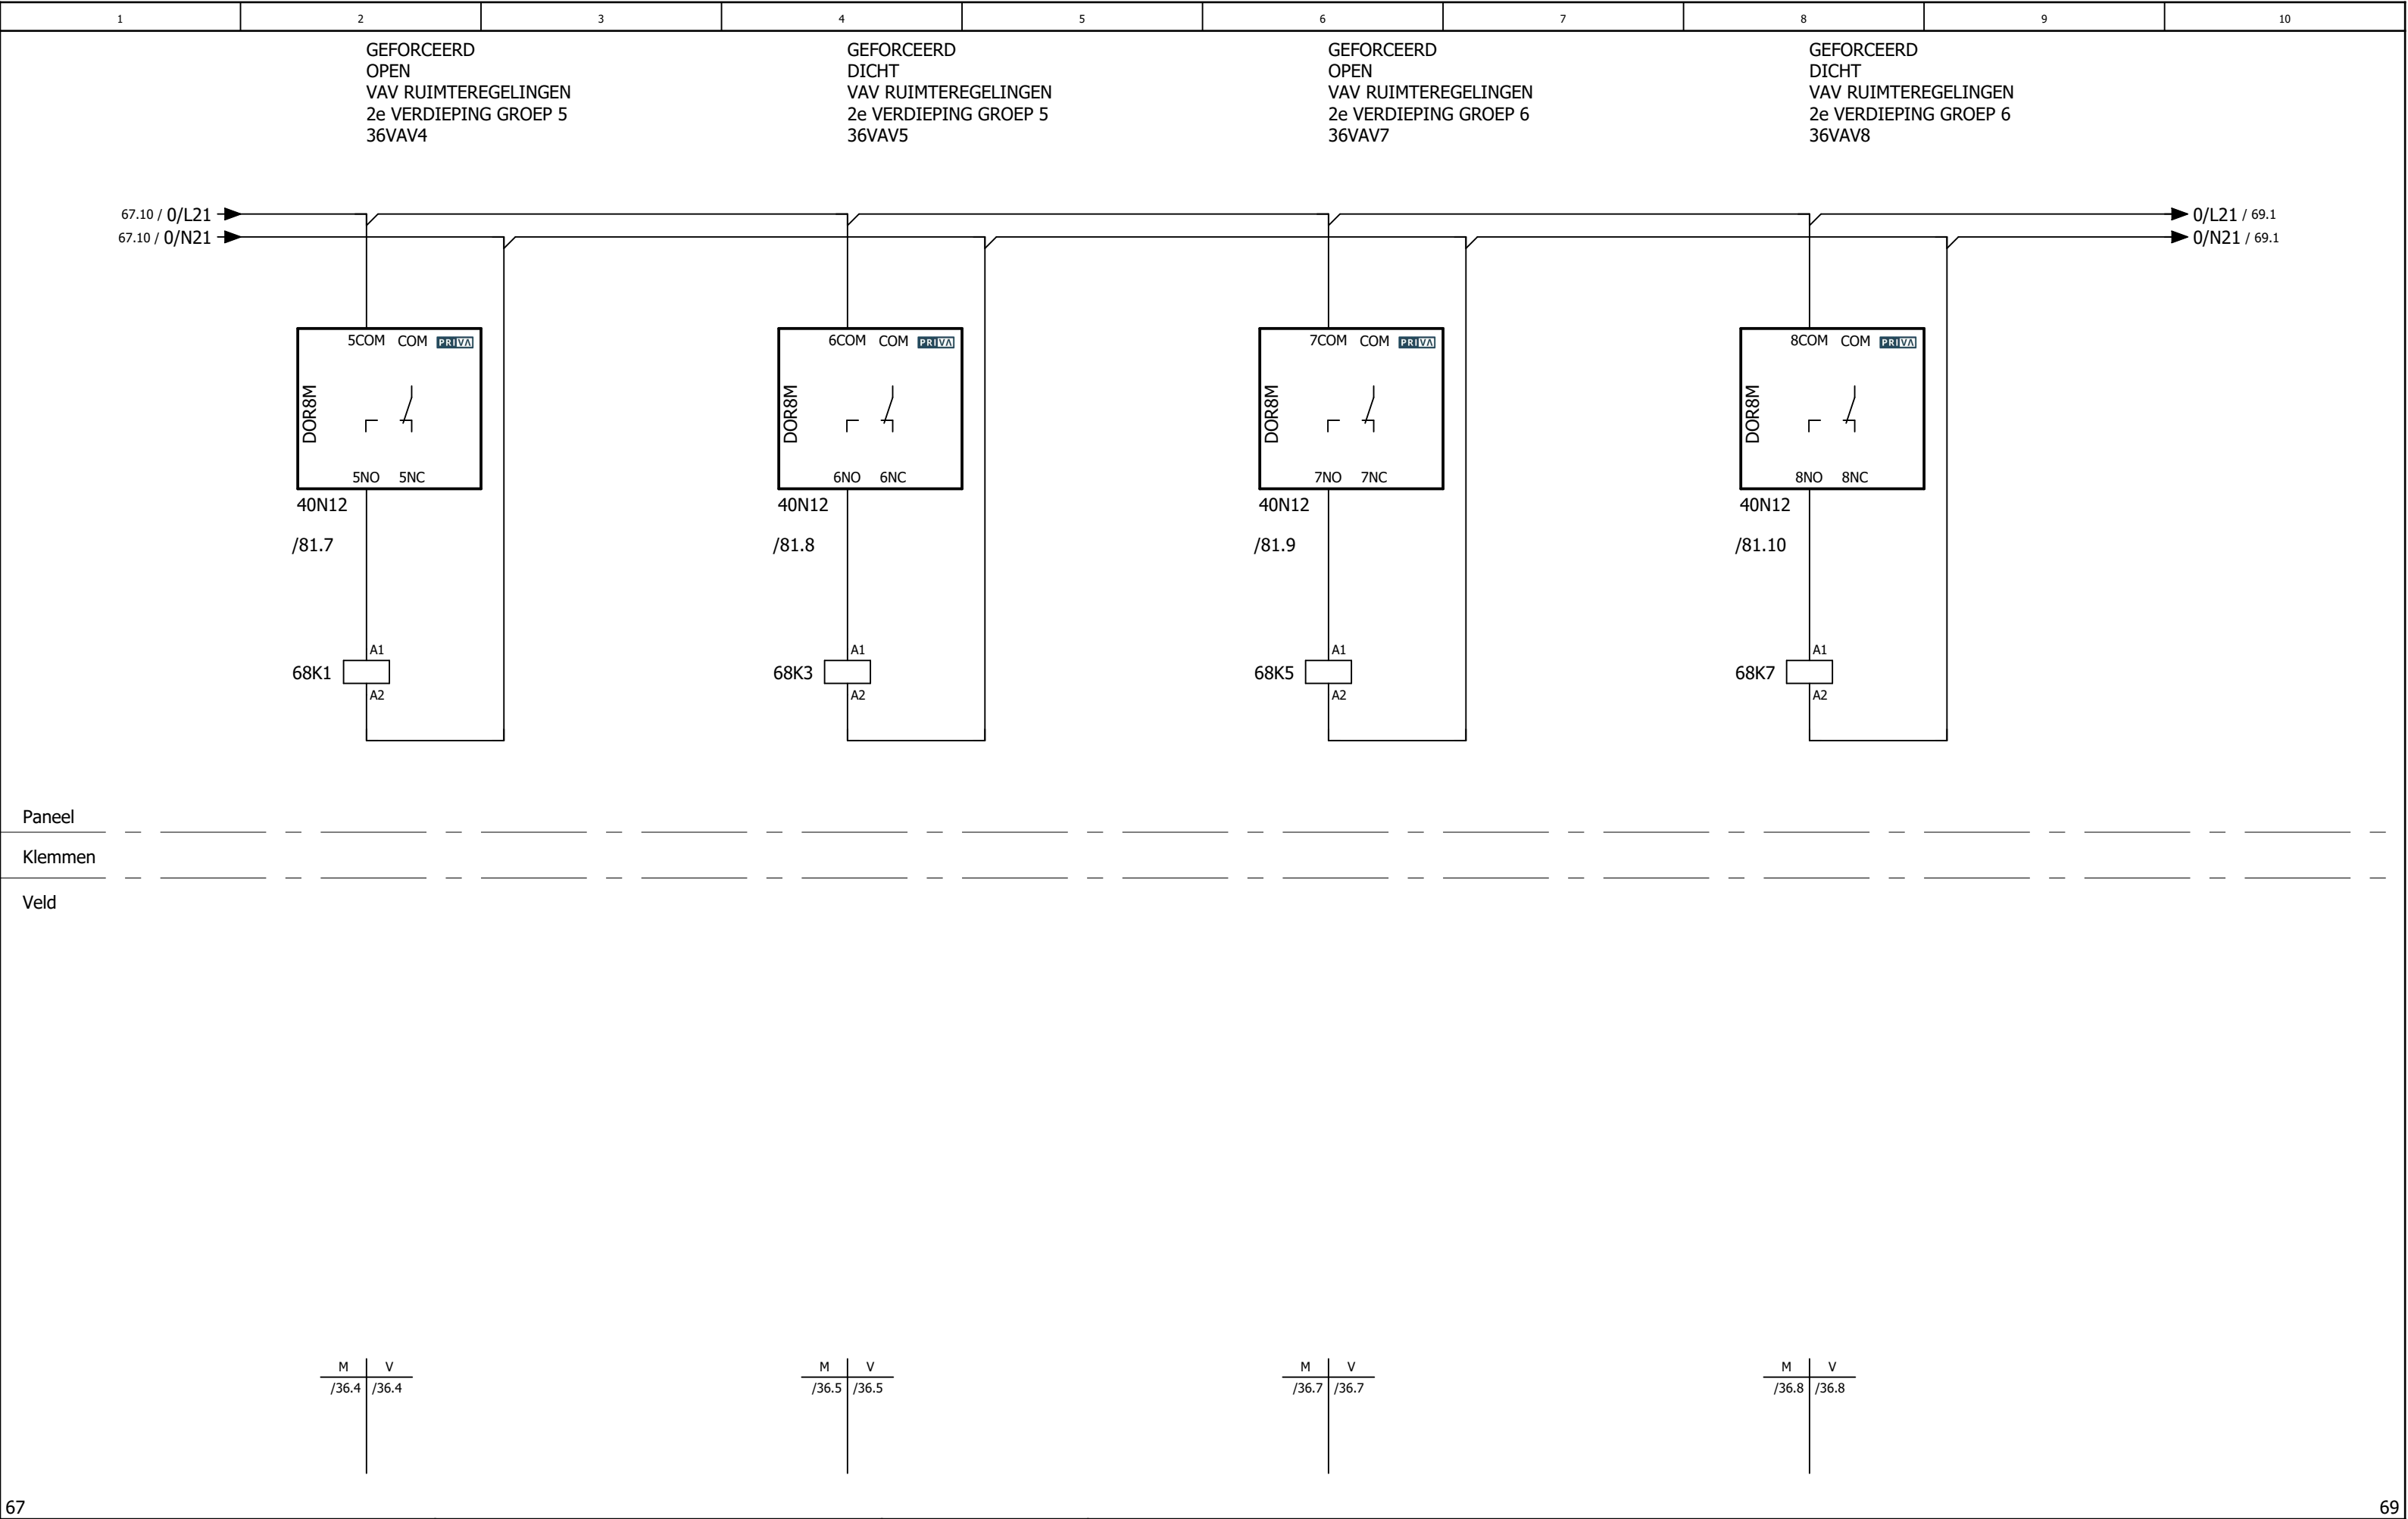 1 2 3 4 5 6 7 8 9 10
GEFORCEERD
OPEN
VAV RUIMTEREGELINGEN
2e VERDIEPING GROEP 5
36VAV4
GEFORCEERD
DICHT
VAV RUIMTEREGELINGEN
2e VERDIEPING GROEP 5
36VAV5
GEFORCEERD
OPEN
VAV RUIMTEREGELINGEN
2e VERDIEPING GROEP 6
36VAV7
GEFORCEERD
DICHT
VAV RUIMTEREGELINGEN
2e VERDIEPING GROEP 6
36VAV8
67.10 / 0/L21
67.10 / 0/N21
0/L21 / 69.1
0/N21 / 69.1
5COM COM PRIVA
DOR8M
5NO 5NC
40N12
/81.7
A1
68K1
A2
6COM COM PRIVA
DOR8M
6NO 6NC
40N12
/81.8
A1
68K3
A2
7COM COM PRIVA
DOR8M
7NO 7NC
40N12
/81.9
A1
68K5
A2
8COM COM PRIVA
DOR8M
8NO 8NC
40N12
/81.10
A1
68K7
A2
Paneel
Klemmen
Veld
M V
/36.4 /36.4
M V
/36.5 /36.5
M V
/36.7 /36.7
M V
/36.8 /36.8
67
69